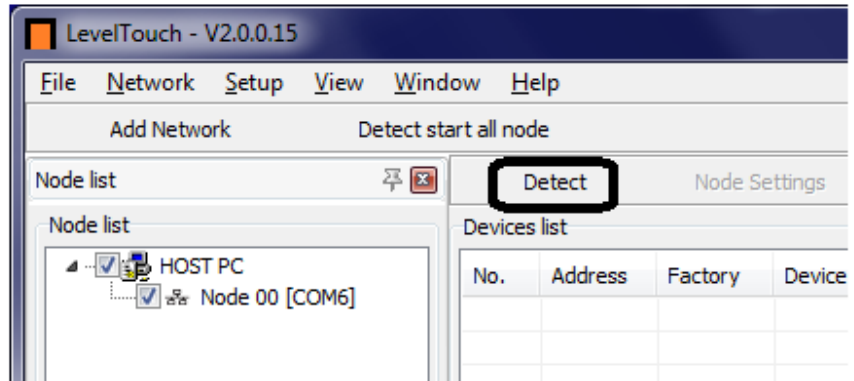 LevelTouch - V2.0.0.15
File Network Setup View Window Help
Add Network Detect start all node
Node list
Detect Node Settings
Node list
HOST PC
Node 00 [COM6]
Devices list
No. Address Factory Device